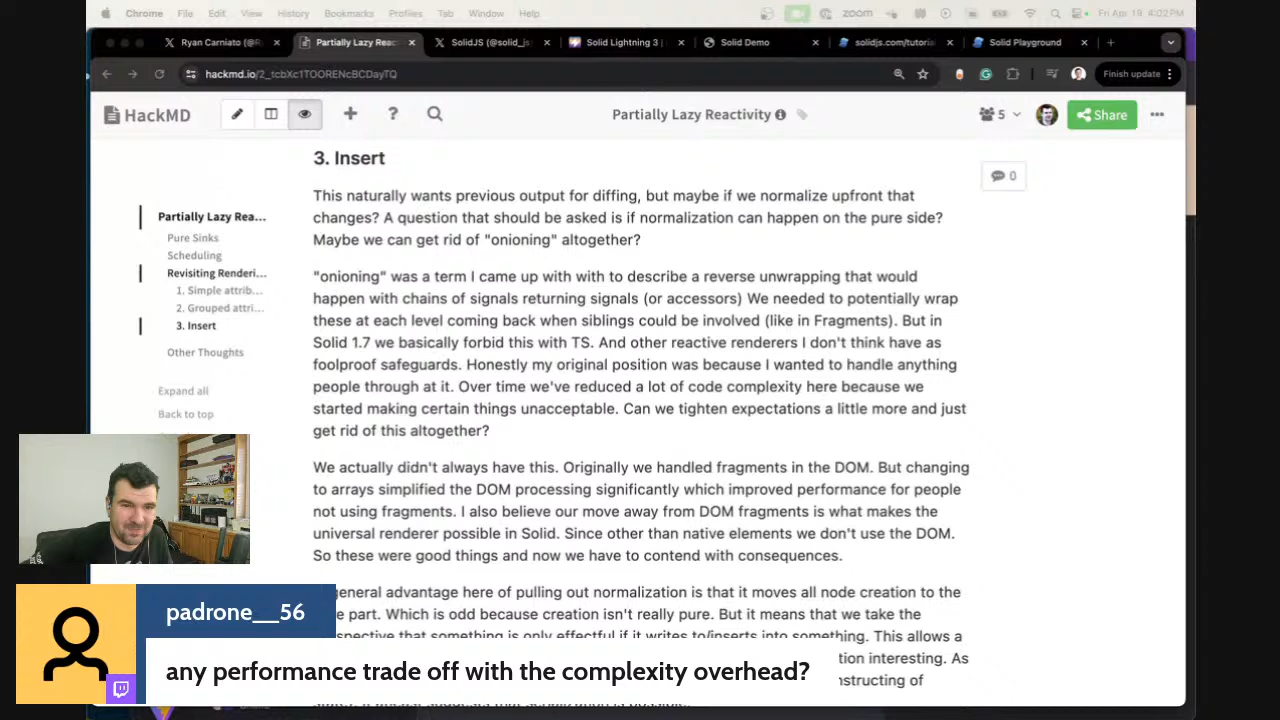 Chrome File Edit View History Bookmarks Profiles Tab Window Help zoom Fri Apr 19 4:02PM
Ryan Carniato (@R Partially Lazy Reac SolidJS (@solid_js Solid Lightning 3 | Solid Demo solidjs.com/tutoria Solid Playground
hackmd.io/2_tcbXc1TOORENcBCDayTQ Finish update
HackMD Partially Lazy Reactivity 5 Share
3. Insert
0
This naturally wants previous output for diffing, but maybe if we normalize upfront that
changes? A question that should be asked is if normalization can happen on the pure side?
Maybe we can get rid of "onioning" altogether?
Partially Lazy Rea...
Pure Sinks
Scheduling
Revisiting Renderi...
1. Simple attrib...
2. Grouped attri...
3. Insert
Other Thoughts
Expand all
Back to top
"onioning" was a term I came up with with to describe a reverse unwrapping that would
happen with chains of signals returning signals (or accessors) We needed to potentially wrap
these at each level coming back when siblings could be involved (like in Fragments). But in
Solid 1.7 we basically forbid this with TS. And other reactive renderers I don't think have as
foolproof safeguards. Honestly my original position was because I wanted to handle anything
people through at it. Over time we've reduced a lot of code complexity here because we
started making certain things unacceptable. Can we tighten expectations a little more and just
get rid of this altogether?
We actually didn't always have this. Originally we handled fragments in the DOM. But changing
to arrays simplified the DOM processing significantly which improved performance for people
not using fragments. I also believe our move away from DOM fragments is what makes the
universal renderer possible in Solid. Since other than native elements we don't use the DOM.
So these were good things and now we have to contend with consequences.
general advantage here of pulling out normalization is that it moves all node creation to the
part. Which is odd because creation isn't really pure. But it means that we take the
that something is only effectful if it writes to/inserts into something. This allows a
interesting. As
of
padrone__56
any performance trade off with the complexity overhead?